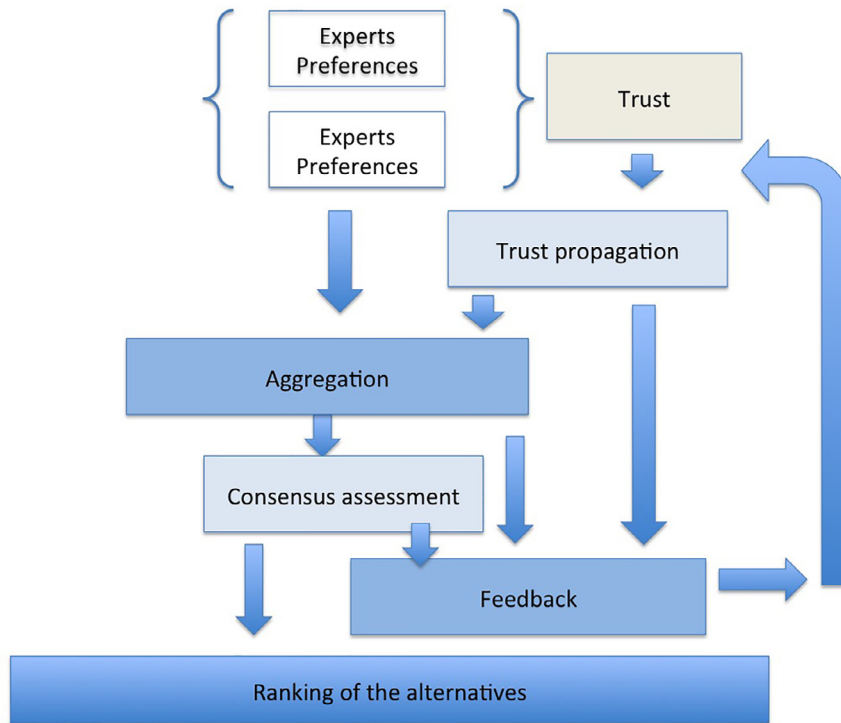 Experts
Preferences
Trust
Experts
Preferences
Trust propagation
Aggregation
Consensus assessment
Feedback
Ranking of the alternatives